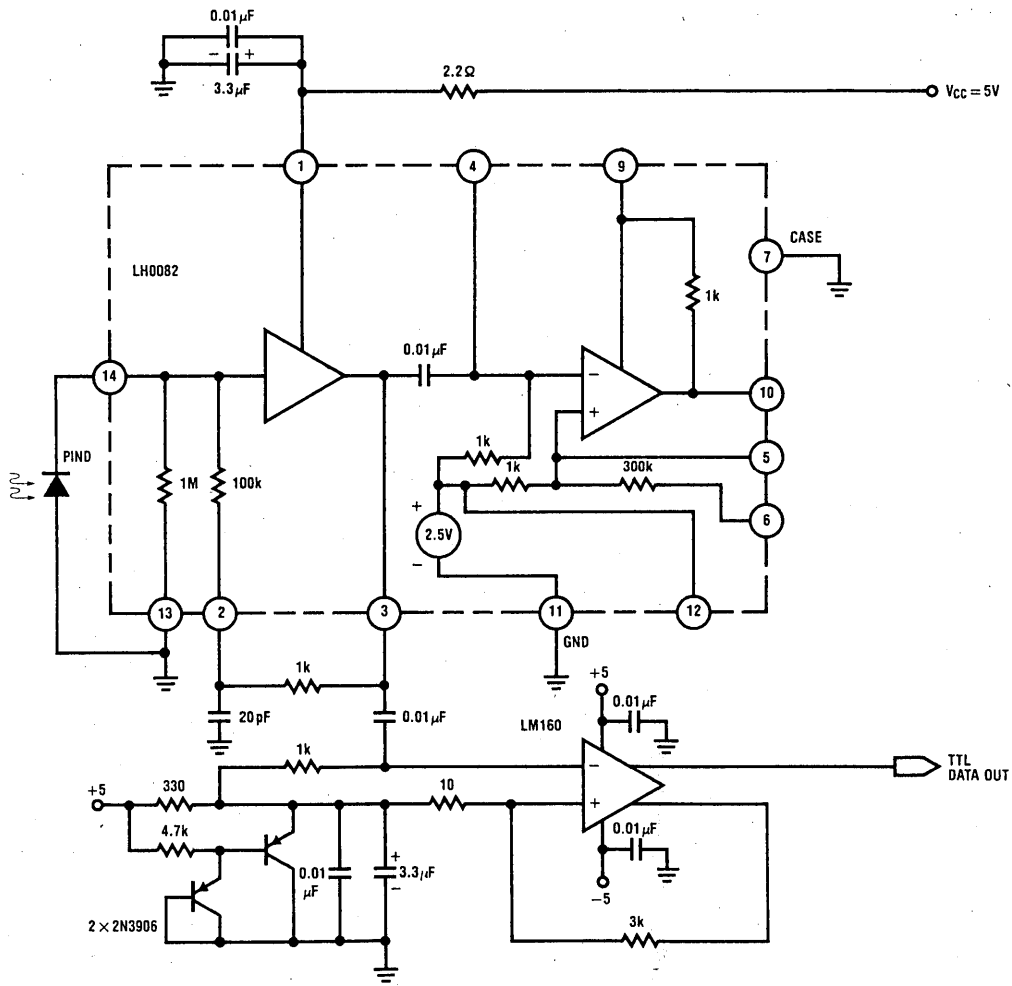 0.01μF
− +
3.3μF
2.2Ω
VCC = 5V
1
4
9
CASE
7
LH0082
1k
0.01μF
14
−
+
10
PIND
1M
100k
1k
1k
300k
5
6
+
2.5V
−
13
2
3
11
GND
12
1k
+5
0.01μF
20pF
0.01μF
LM160
1k
−
TTL
DATA OUT
+5
330
10
+
4.7k
0.01μF
0.01
μF
+
3.3μF
−
−5
2 × 2N3906
3k